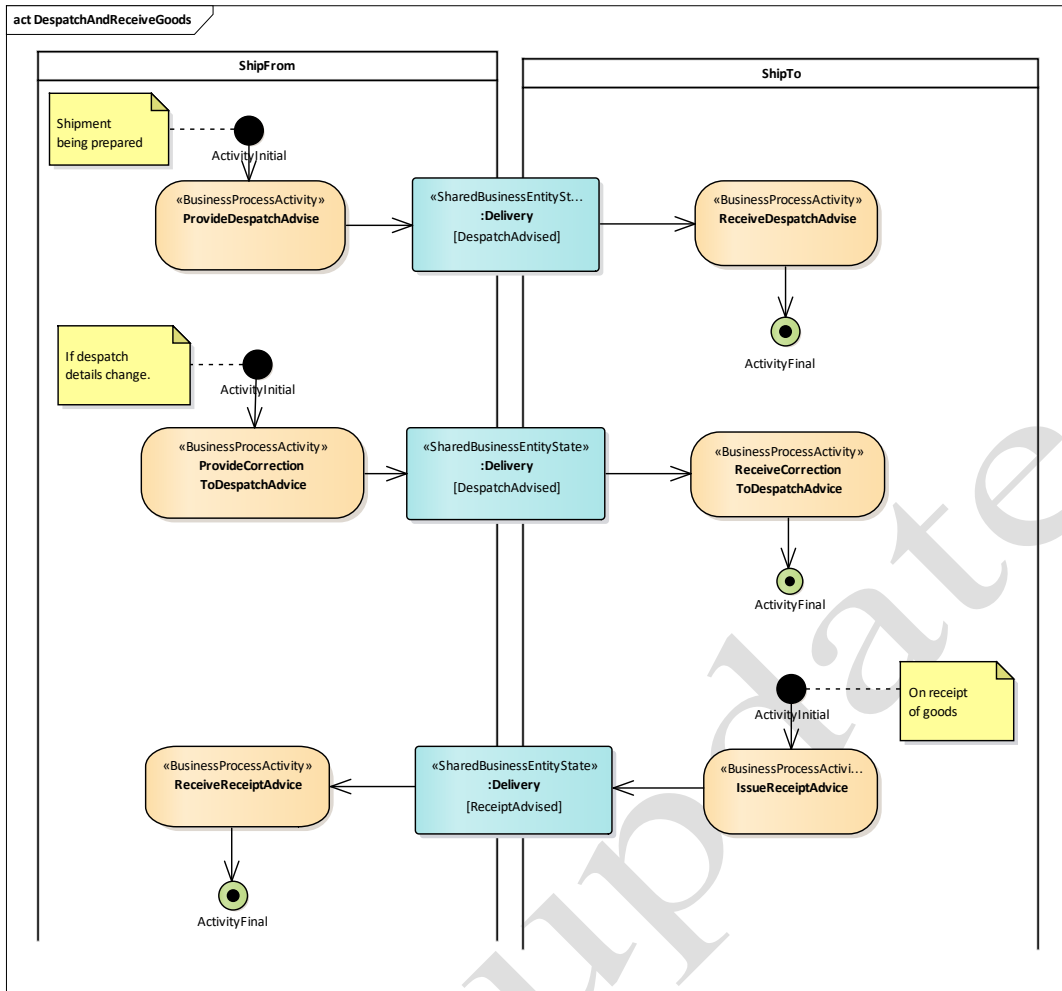 act DespatchAndReceiveGoods
ShipFrom
ShipTo
Shipment
being prepared
ActivityInitial
«BusinessProcessActivity»
ProvideDespatchAdvise
«SharedBusinessEntitySt...
:Delivery
[DespatchAdvised]
«BusinessProcessActivity»
ReceiveDespatchAdvise
ActivityFinal
If despatch
details change.
ActivityInitial
«BusinessProcessActivity»
ProvideCorrection
ToDespatchAdvice
«SharedBusinessEntityState»
:Delivery
[DespatchAdvised]
«BusinessProcessActivity»
ReceiveCorrection
ToDespatchAdvice
ActivityFinal
On receipt
of goods
ActivityInitial
«BusinessProcessActivity»
ReceiveReceiptAdvice
«SharedBusinessEntityState»
:Delivery
[ReceiptAdvised]
«BusinessProcessActivi...
IssueReceiptAdvice
ActivityFinal
update